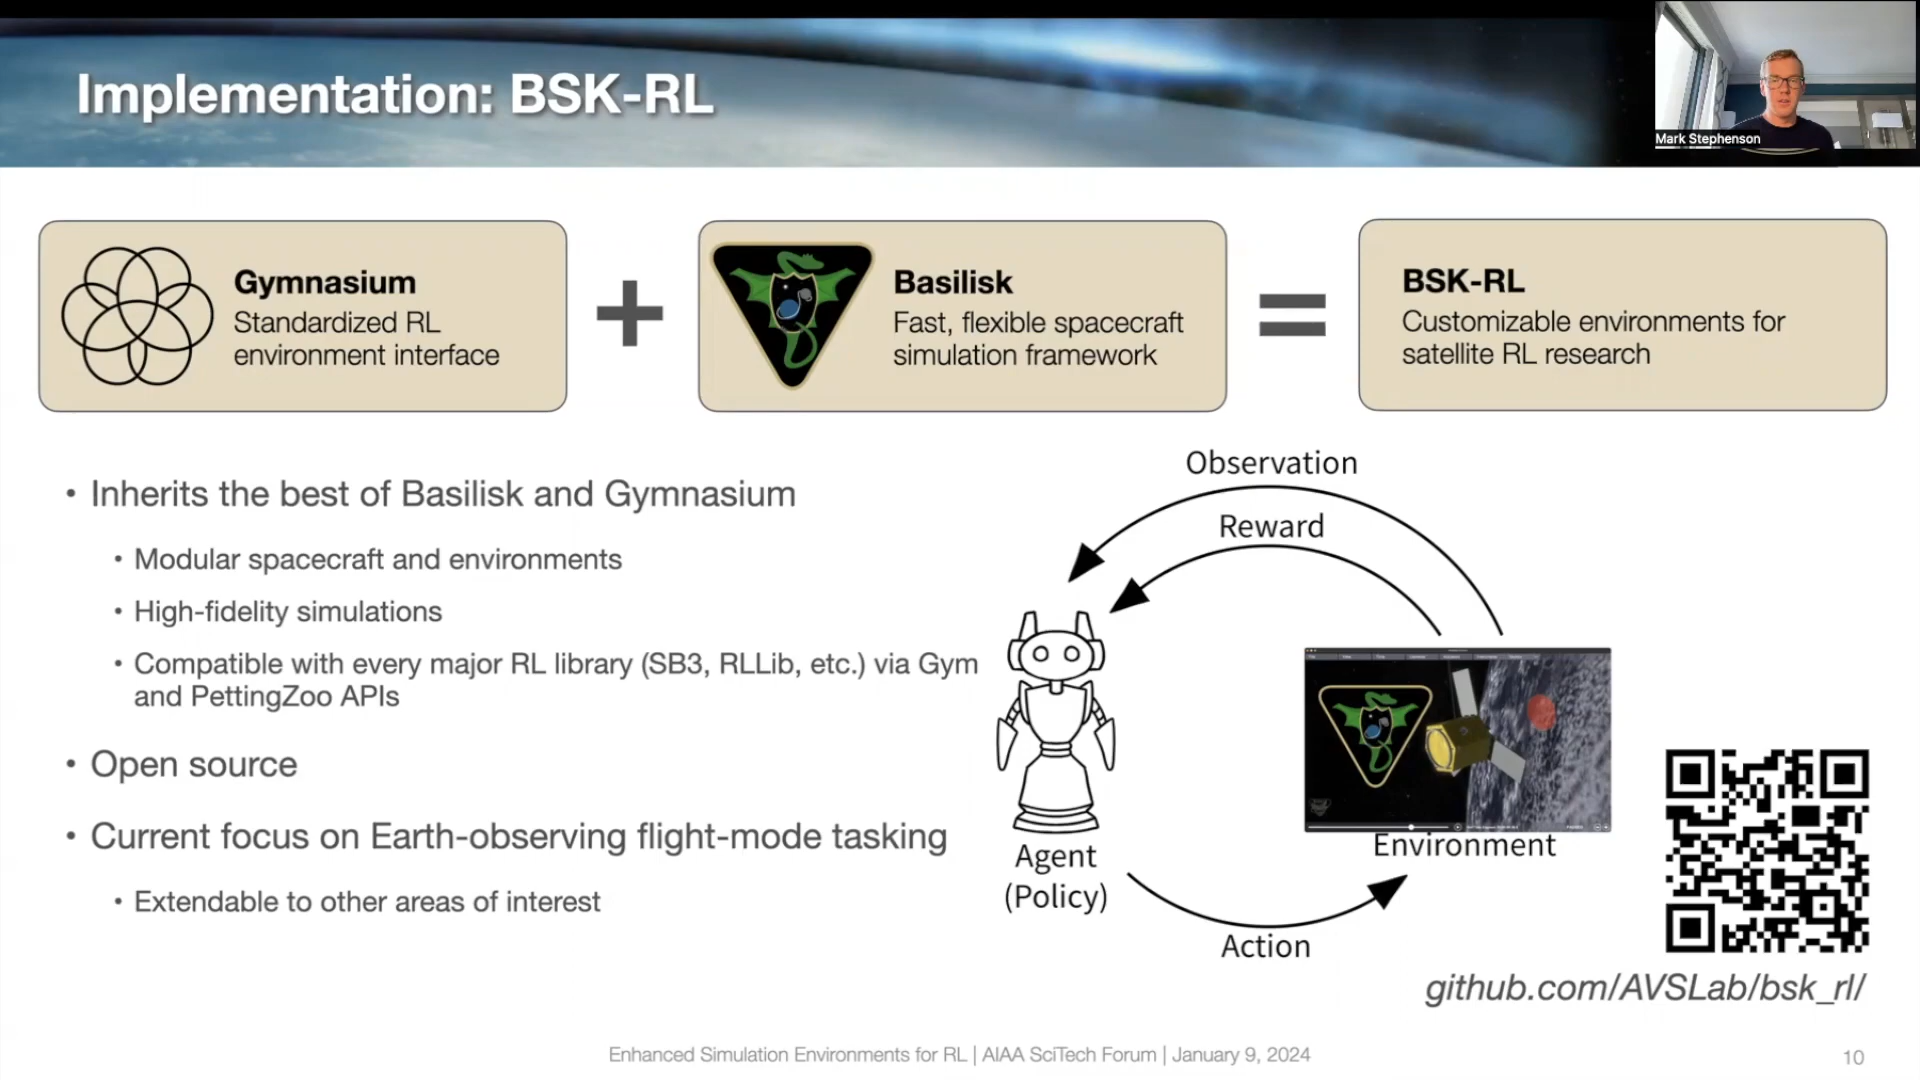 Implementation: BSK-RL
Mark Stephenson
Gymnasium
Standardized RL
environment interface
+
Basilisk
Fast, flexible spacecraft
simulation framework
=
BSK-RL
Customizable environments for
satellite RL research
• Inherits the best of Basilisk and Gymnasium
• Modular spacecraft and environments
• High-fidelity simulations
• Compatible with every major RL library (SB3, RLLib, etc.) via Gym
and PettingZoo APIs
• Open source
• Current focus on Earth-observing flight-mode tasking
• Extendable to other areas of interest
Observation
Reward
Agent
(Policy)
Environment
Action
github.com/AVSLab/bsk_rl/
Enhanced Simulation Environments for RL | AIAA SciTech Forum | January 9, 2024
10